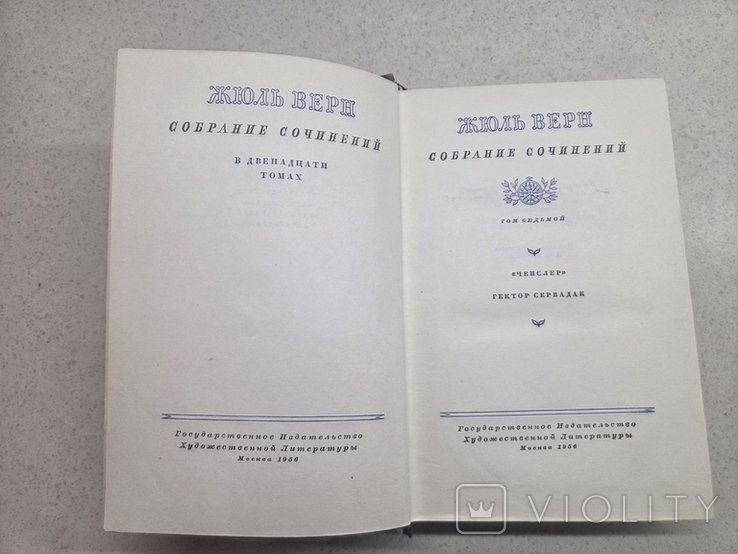 ЖЮЛЬ ВЕРН
СОБРАНИЕ СОЧИНЕНИЙ
В ДВЕНАДЦАТИ
ТОМАХ
Государственное Издательство
Художественной Литературы
Москва 1956
ЖЮЛЬ ВЕРН
СОБРАНИЕ СОЧИНЕНИЙ
ТОМ СЕДЬМОЙ
«ЧЕНСЛЕР»
ГЕКТОР СЕРВАДАК
Государственное Издательство
Художественной Литературы
Москва 1956
VIOLITY